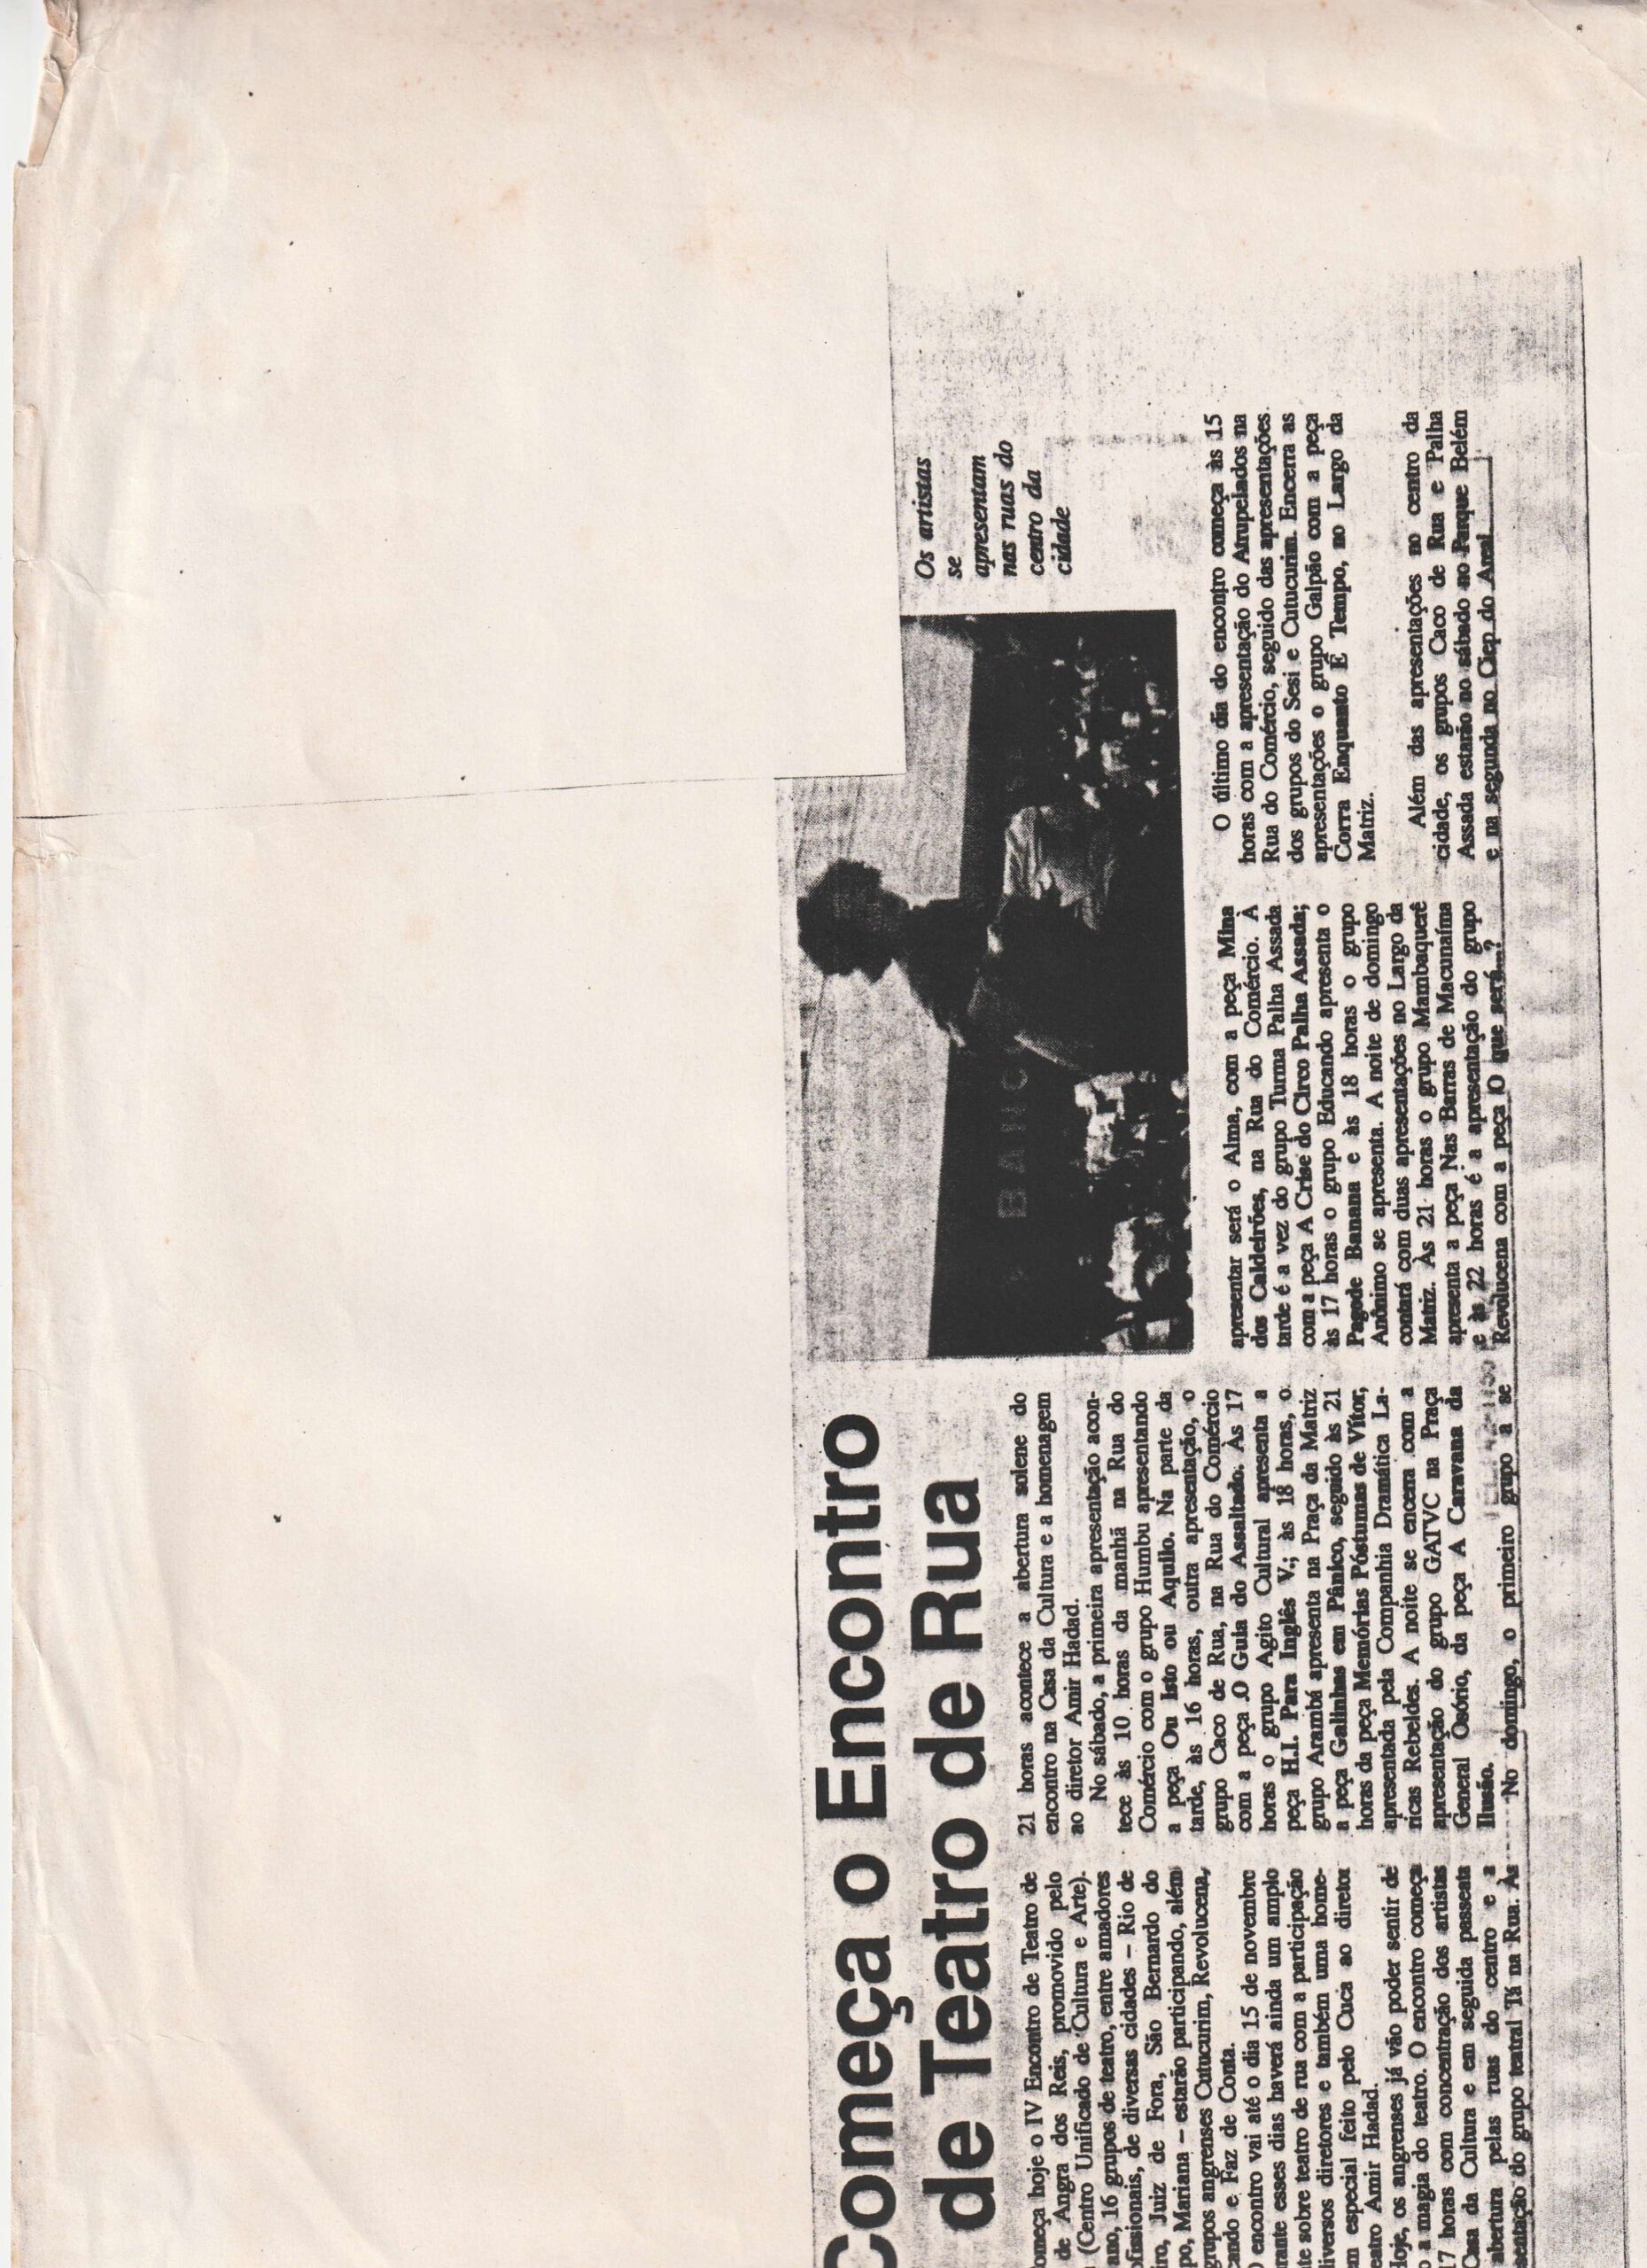 Começa o Encontro
de Teatro de Rua
omeça hoje o IV Encontro de Teatro de
de Angra dos Reis, promovido pelo
(Centro Unificado de Cultura e Arte).
ano, 16 grupos de teatro, entre amadores
ofissionais, de diversas cidades – Rio de
iro, Juiz de Fora, São Bernardo do
po, Mariana – estarão participando, além
grupos angrenses Cutucurim, Revolucena,
cando e Faz de Conta.
O encontro vai até o dia 15 de novembro
rante esses dias haverá ainda um amplo
te sobre teatro de rua com a participação
diversos diretores e também uma home-
m especial feito pelo Cuca ao diretor
eatro Amir Hadad.
Hoje, os angrenses já vão poder sentir de
o a magia do teatro. O encontro começa
17 horas com concentração dos artistas
Casa da Cultura e em seguida passeata
abertura pelas ruas do centro e a
sentação do grupo teatral Tá na Rua. Às
21 horas acontece a abertura solene do
encontro na Casa da Cultura e a homenagem
ao diretor Amir Hadad.
No sábado, a primeira apresentação acon-
tece às 10 horas da manhã na Rua do
Comércio com o grupo Humbu apresentando
a peça Ou Isto ou Aquilo. Na parte da
tarde, às 16 horas, outra apresentação, o
grupo Caco de Rua, na Rua do Comércio
com a peça O Guia do Assaltado. Às 17
horas o grupo Agito Cultural apresenta a
peça H.I. Para Inglês V.; às 18 horas, o
grupo Arambá apresenta na Praça da Matriz
a peça Galinhas em Pânico, seguido às 21
horas da peça Memórias Póstumas de Vítor,
apresentada pela Companhia Dramática La-
ricas Rebeldes. A noite se encerra com a
apresentação do grupo GATVC na Praça
General Osório, da peça A Caravana da
Ilusão.
No domingo, o primeiro grupo a se
Os artistas
se
apresentam
nas ruas do
centro da
cidade
BANC
apresentar será o Alma, com a peça Mina
dos Caldeirões, na Rua do Comércio. À
tarde é a vez do grupo Turma Palha Assada
com a peça A Crise do Circo Palha Assada;
às 17 horas o grupo Educando apresenta o
Pagode Banana e às 18 horas o grupo
Anônimo se apresenta. A noite de domingo
contará com duas apresentações no Largo da
Matriz. Às 21 horas o grupo Mambaquerê
apresenta a peça Nas Barras de Macunaíma
e às 22 horas é a apresentação do grupo
Revolucena com a peça O que será...?
O último dia do encontro começa às 15
horas com a apresentação do Atrupelados na
Rua do Comércio, seguido das apresentações
dos grupos do Sesi e Cutucurim. Encerra as
apresentações o grupo Galpão com a peça
Corra Enquanto É Tempo, no Largo da
Matriz.
Além das apresentações no centro da
cidade, os grupos Caco de Rua e Palha
Assada estarão no sábado no Parque Belém
e na segunda no Ciep do Areal.